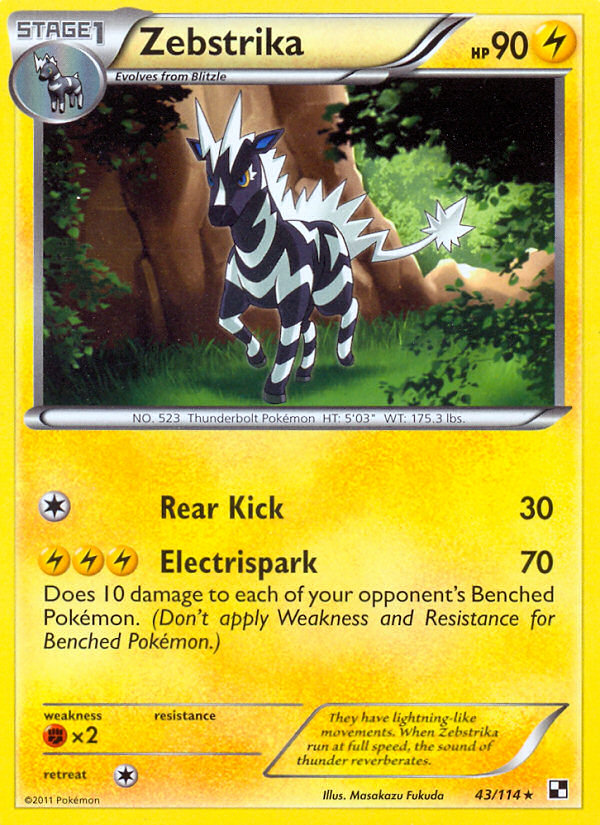 STAGE1
Zebstrika
HP 90
Evolves from Blitzle
NO. 523 Thunderbolt Pokémon HT: 5'03" WT: 175.3 lbs.
Rear Kick 30
Electrispark 70
Does 10 damage to each of your opponent's Benched
Pokémon. (Don't apply Weakness and Resistance for
Benched Pokémon.)
weakness resistance
×2
They have lightning-like
movements. When Zebstrika
run at full speed, the sound of
thunder reverberates.
retreat
©2011 Pokémon
Illus. Masakazu Fukuda
43/114★